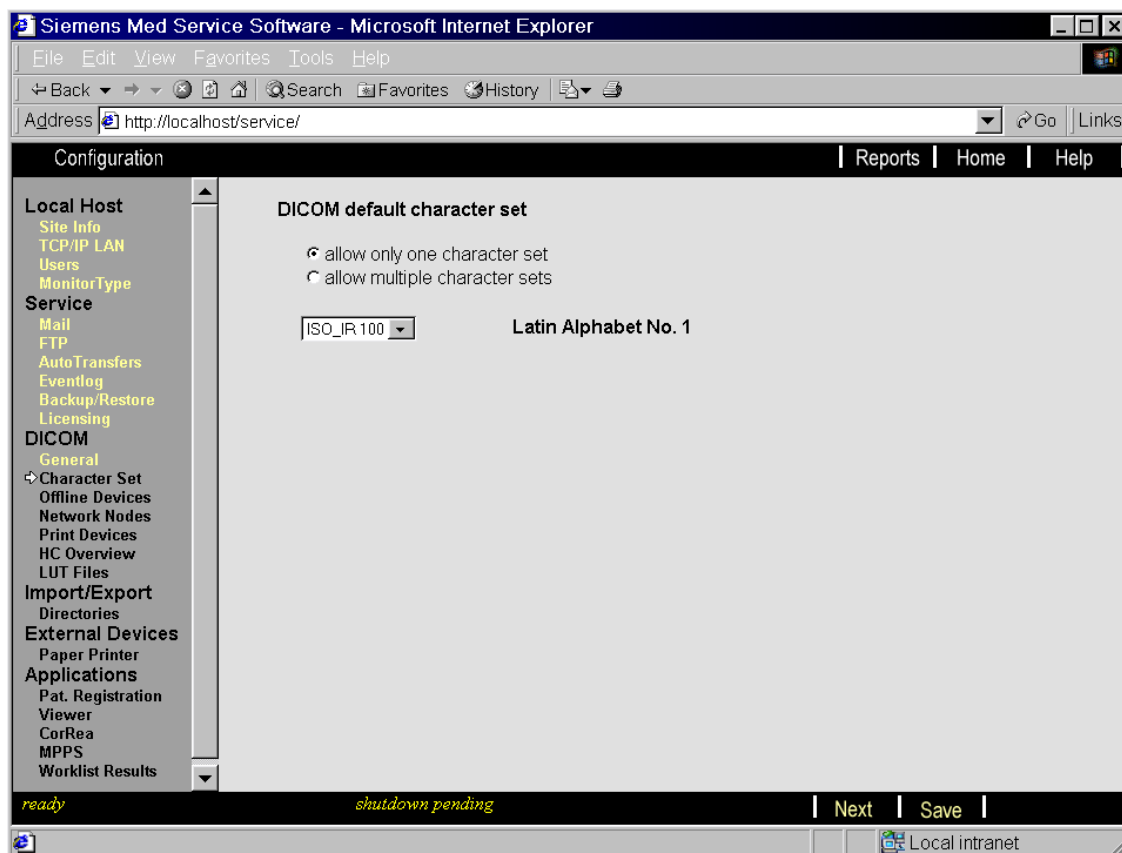 Siemens Med Service Software - Microsoft Internet Explorer
File Edit View Favorites Tools Help
Back Search Favorites History
Address http://localhost/service/ Go Links
Configuration Reports Home Help
Local Host
Site Info
TCP/IP LAN
Users
MonitorType
Service
Mail
FTP
AutoTransfers
Eventlog
Backup/Restore
Licensing
DICOM
General
Character Set
Offline Devices
Network Nodes
Print Devices
HC Overview
LUT Files
Import/Export
Directories
External Devices
Paper Printer
Applications
Pat. Registration
Viewer
CorRea
MPPS
Worklist Results
DICOM default character set
allow only one character set
allow multiple character sets
ISO_IR 100 Latin Alphabet No. 1
ready shutdown pending Next Save
Local intranet